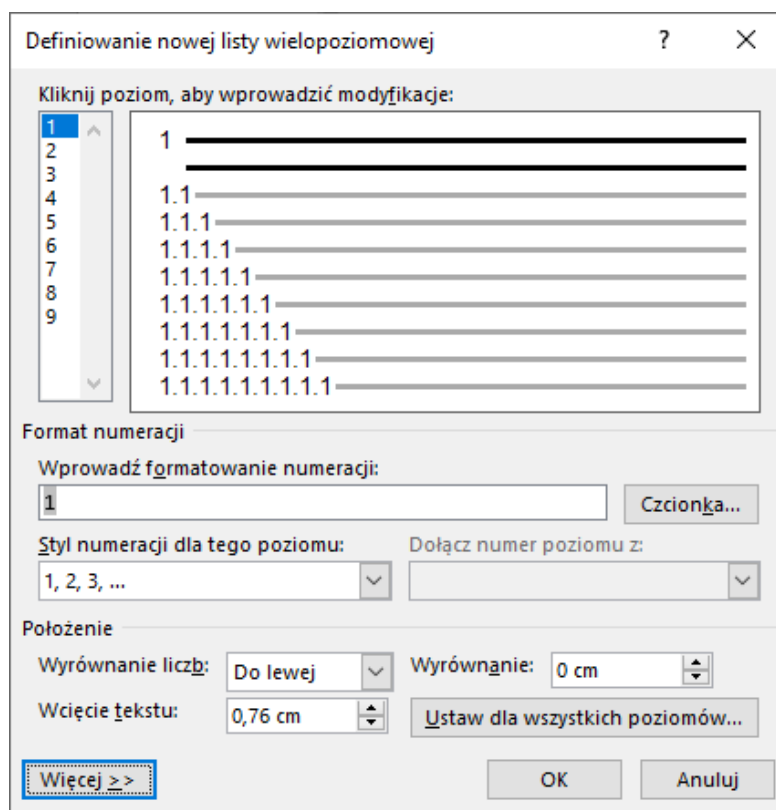 Definiowanie nowej listy wielopoziomowej ? X
Kliknij poziom, aby wprowadzić modyfikacje:
1
2
3
4
5
6
7
8
9
1
1.1
1.1.1
1.1.1.1
1.1.1.1.1
1.1.1.1.1.1
1.1.1.1.1.1.1
1.1.1.1.1.1.1.1
1.1.1.1.1.1.1.1.1
Format numeracji
Wprowadź formatowanie numeracji:
1 Czcionka...
Styl numeracji dla tego poziomu: Dołącz numer poziomu z:
1, 2, 3, ...
Położenie
Wyrównanie liczb: Do lewej Wyrównanie: 0 cm
Wcięcie tekstu: 0,76 cm Ustaw dla wszystkich poziomów...
Więcej >> OK Anuluj